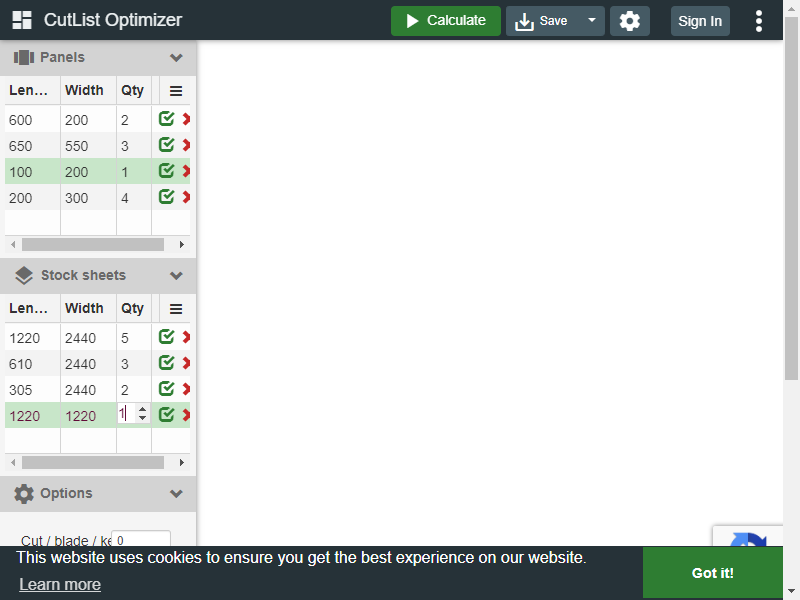 CutList Optimizer
Calculate
Save
Sign In
Panels
Len... Width Qty
600 200 2
650 550 3
100 200 1
200 300 4
Stock sheets
Len... Width Qty
1220 2440 5
610 2440 3
305 2440 2
1220 1220 1
Options
Cut / blade / ke 0
This website uses cookies to ensure you get the best experience on our website.
Learn more
Got it!